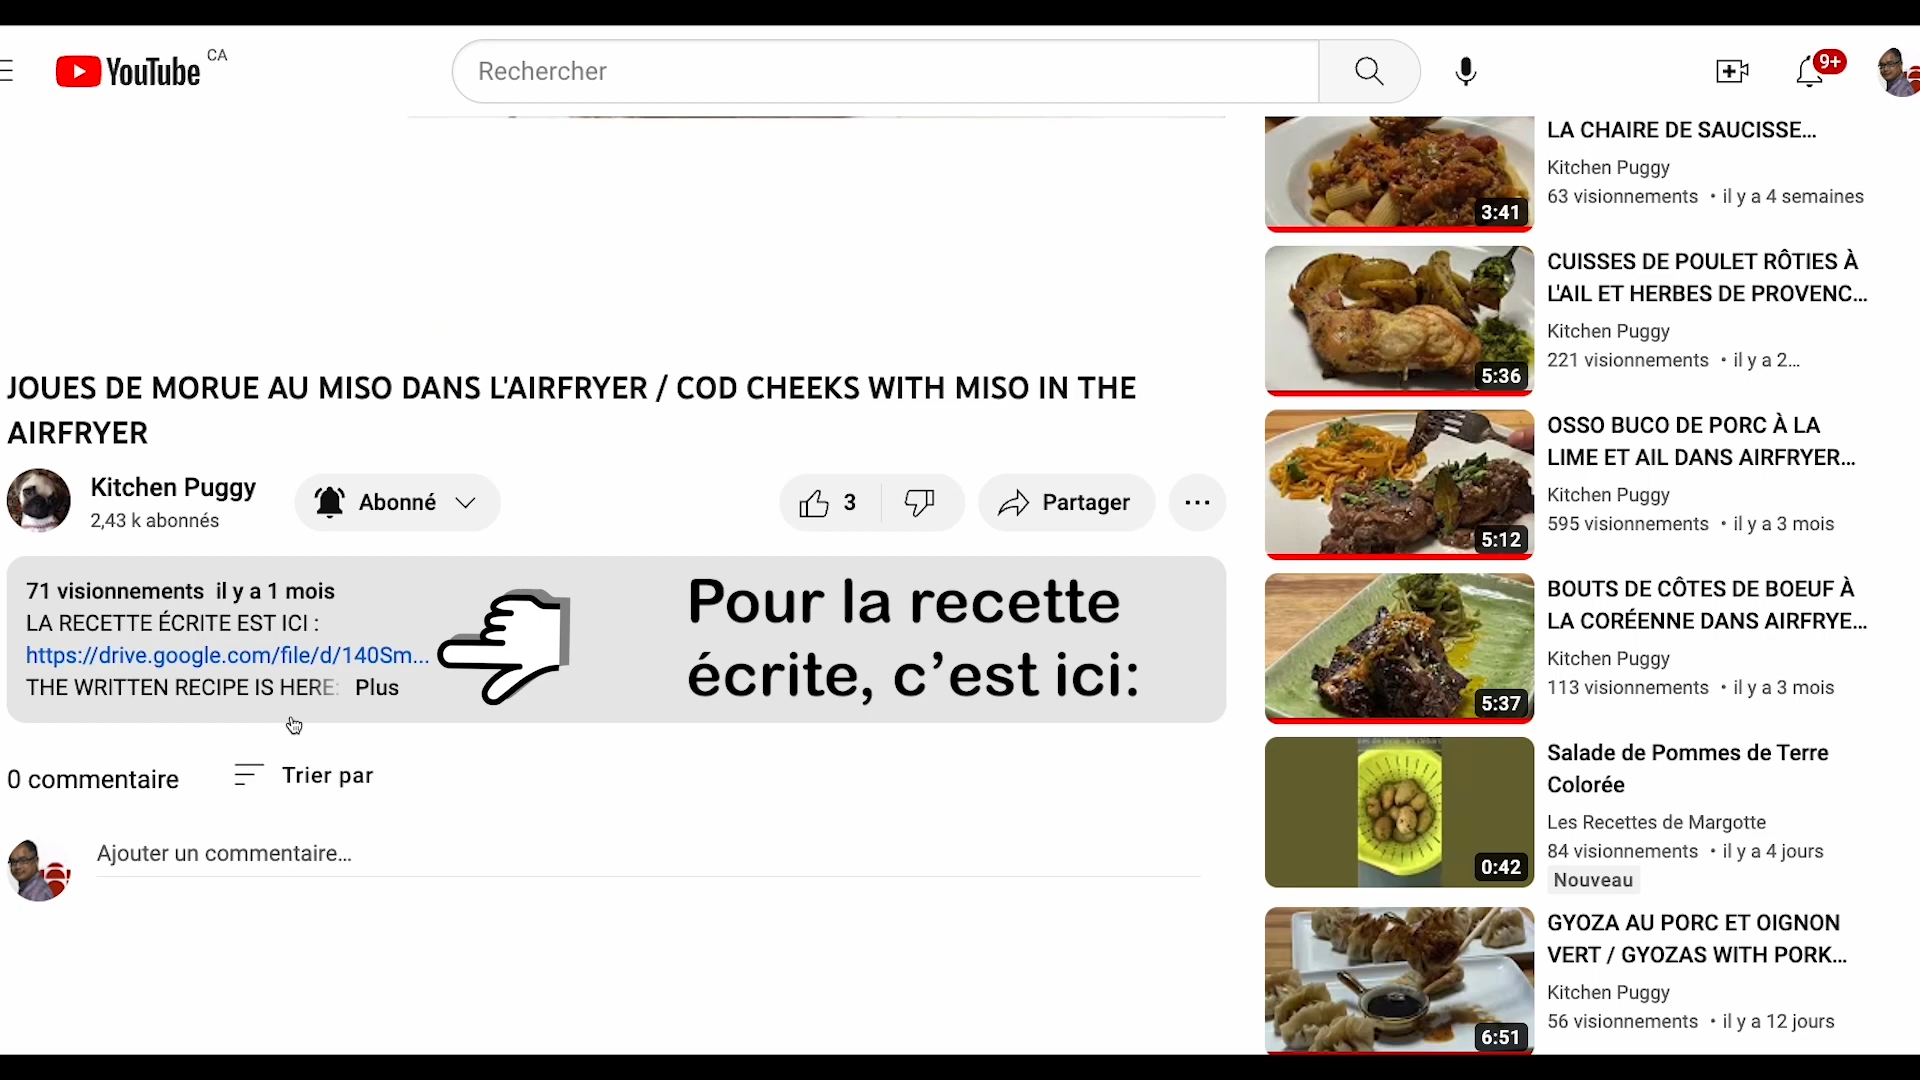 YouTube CA
Rechercher
9+
JOUES DE MORUE AU MISO DANS L'AIRFRYER / COD CHEEKS WITH MISO IN THE
AIRFRYER
Kitchen Puggy
2,43 k abonnés
Abonné
3
Partager
71 visionnements il y a 1 mois
LA RECETTE ÉCRITE EST ICI :
https://drive.google.com/file/d/140Sm...
THE WRITTEN RECIPE IS HERE: Plus
Pour la recette
écrite, c’est ici:
0 commentaire
Trier par
Ajouter un commentaire...
3:41
LA CHAIRE DE SAUCISSE...
Kitchen Puggy
63 visionnements • il y a 4 semaines
5:36
CUISSES DE POULET RÔTIES À
L'AIL ET HERBES DE PROVENC...
Kitchen Puggy
221 visionnements • il y a 2...
5:12
OSSO BUCO DE PORC À LA
LIME ET AIL DANS AIRFRYER...
Kitchen Puggy
595 visionnements • il y a 3 mois
5:37
BOUTS DE CÔTES DE BOEUF À
LA CORÉENNE DANS AIRFRYE...
Kitchen Puggy
113 visionnements • il y a 3 mois
0:42
Salade de Pommes de Terre
Colorée
Les Recettes de Margotte
84 visionnements • il y a 4 jours
Nouveau
6:51
GYOZA AU PORC ET OIGNON
VERT / GYOZAS WITH PORK...
Kitchen Puggy
56 visionnements • il y a 12 jours